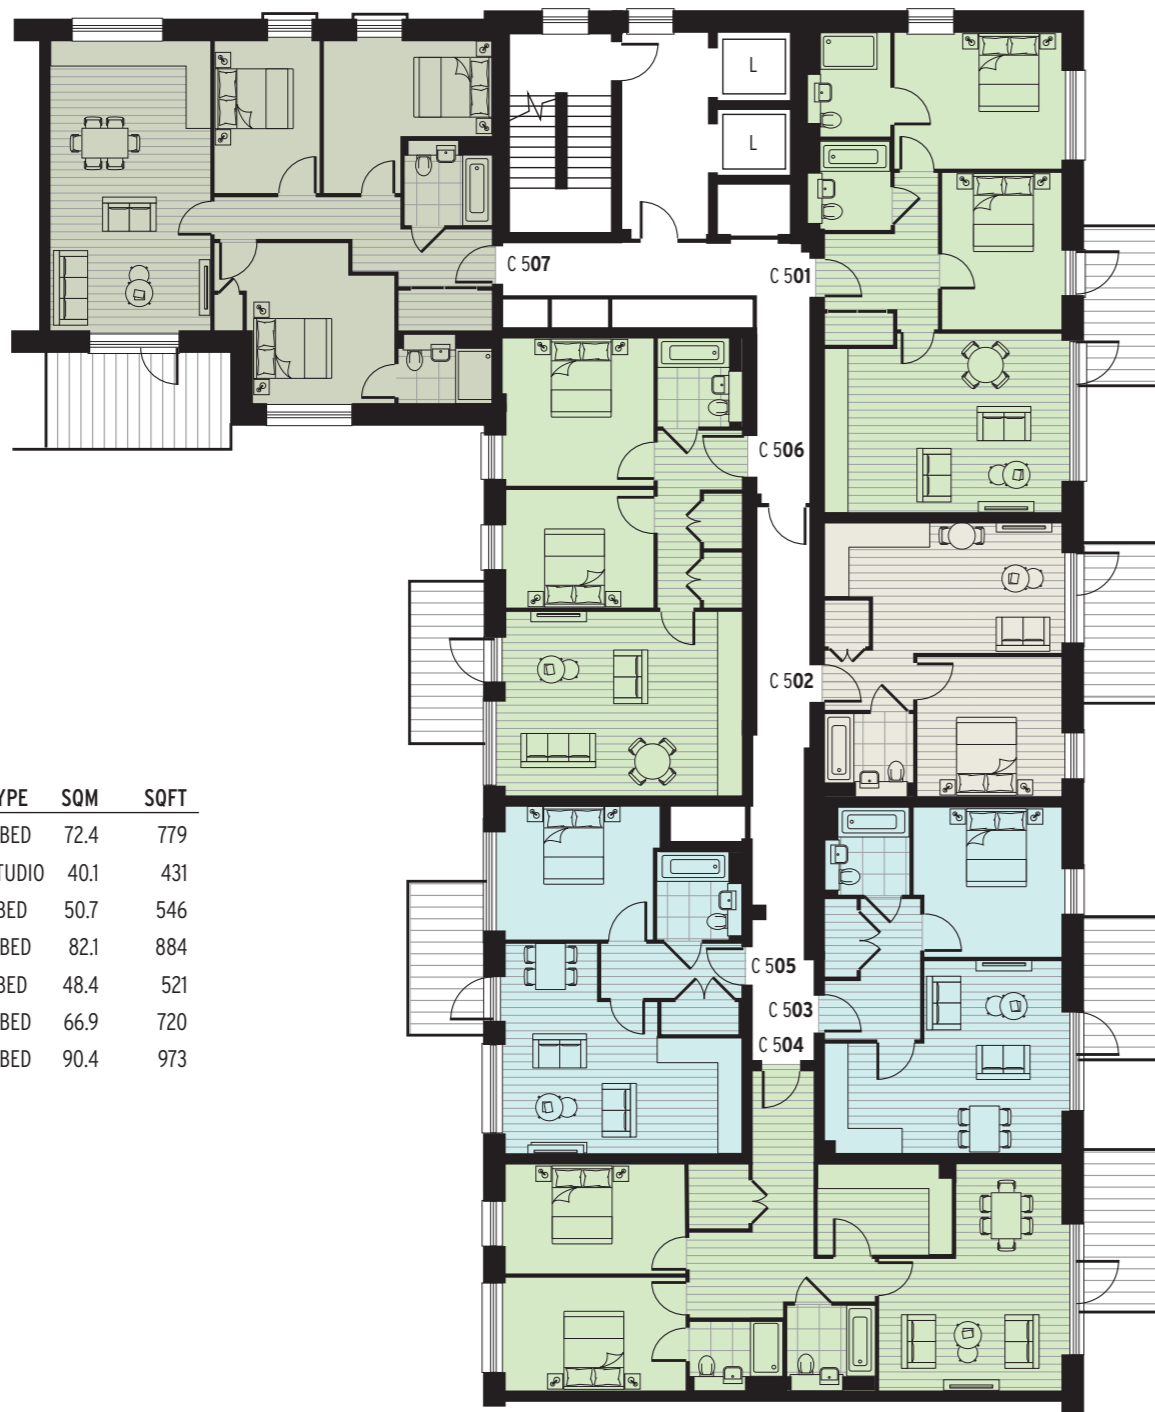 L
L
C 507
C 501
C 506
C 502
C 505
C 503
C 504
YPE SQM SQFT
BED 72.4 779
TUDIO 40.1 431
BED 50.7 546
BED 82.1 884
BED 48.4 521
BED 66.9 720
BED 90.4 973